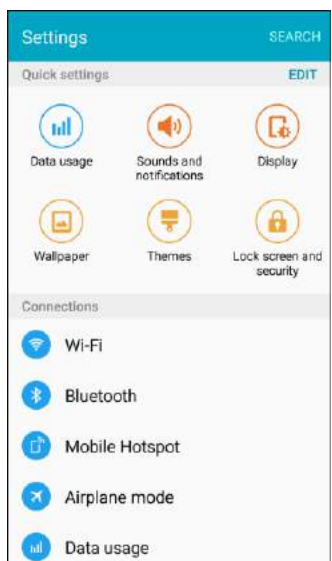 Settings SEARCH
Quick settings EDIT
Data usage Sounds and notifications Display
Wallpaper Themes Lock screen and security
Connections
Wi-Fi
Bluetooth
Mobile Hotspot
Airplane mode
Data usage